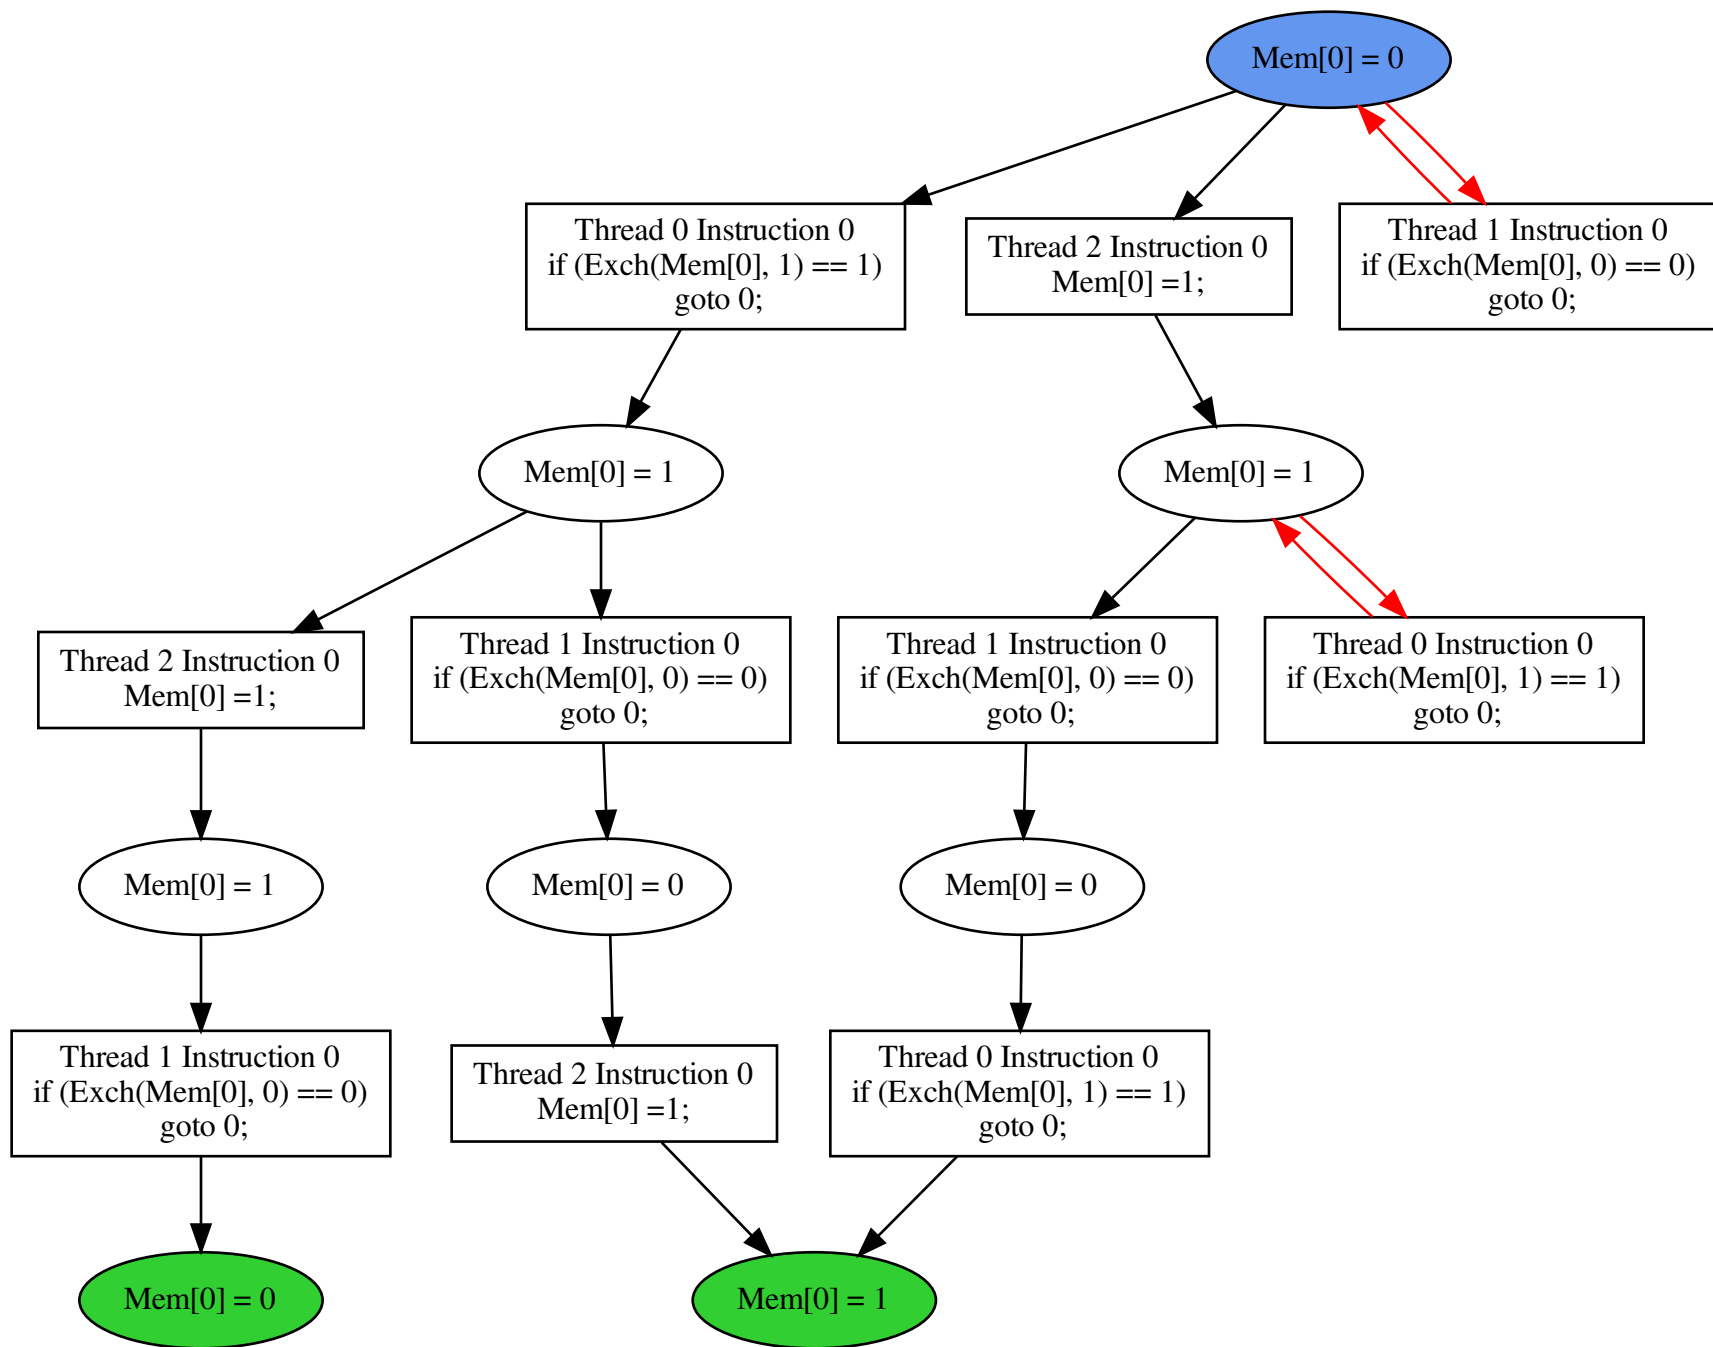 Mem[0] = 0
Thread 0 Instruction 0
if (Exch(Mem[0], 1) == 1)
goto 0;
Thread 2 Instruction 0
Mem[0] =1;
Thread 1 Instruction 0
if (Exch(Mem[0], 0) == 0)
goto 0;
Mem[0] = 1
Mem[0] = 1
Thread 2 Instruction 0
Mem[0] =1;
Thread 1 Instruction 0
if (Exch(Mem[0], 0) == 0)
goto 0;
Thread 1 Instruction 0
if (Exch(Mem[0], 0) == 0)
goto 0;
Thread 0 Instruction 0
if (Exch(Mem[0], 1) == 1)
goto 0;
Mem[0] = 1
Mem[0] = 0
Mem[0] = 0
Thread 1 Instruction 0
if (Exch(Mem[0], 0) == 0)
goto 0;
Thread 2 Instruction 0
Mem[0] =1;
Thread 0 Instruction 0
if (Exch(Mem[0], 1) == 1)
goto 0;
Mem[0] = 0
Mem[0] = 1